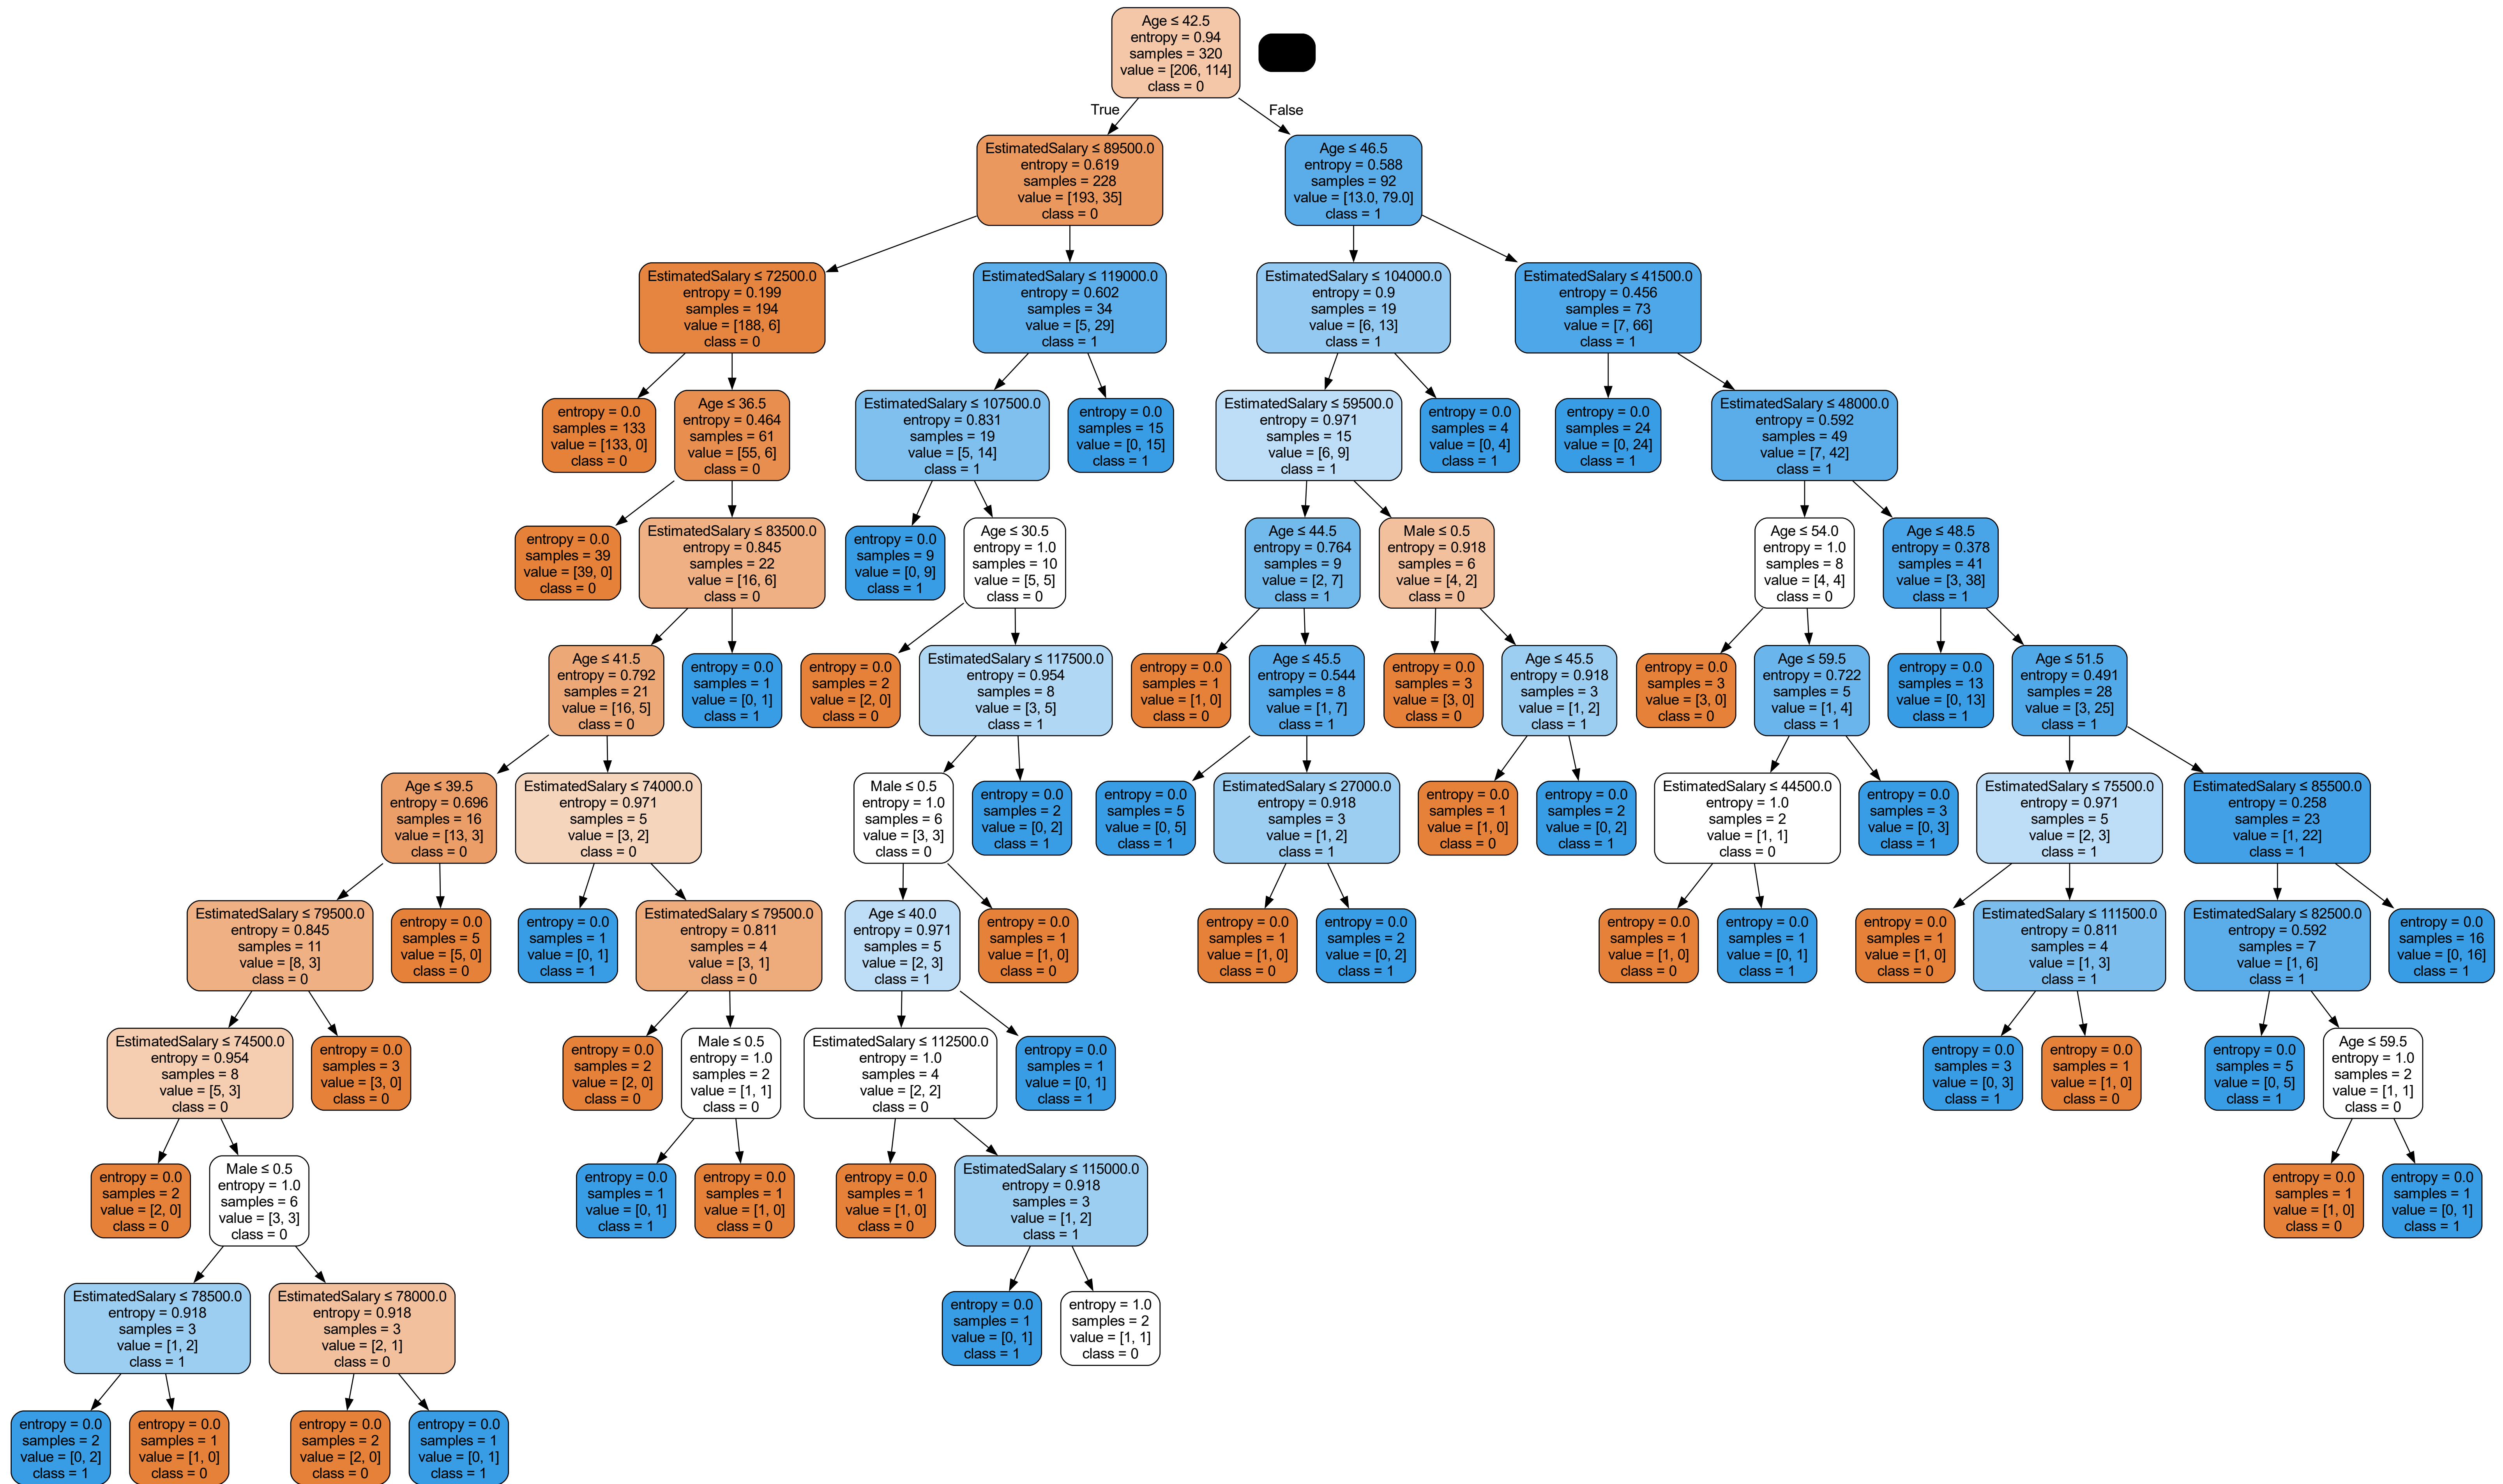 Age ≤ 42.5
entropy = 0.94
samples = 320
value = [206, 114]
class = 0
True
False
EstimatedSalary ≤ 89500.0
entropy = 0.619
samples = 228
value = [193, 35]
class = 0
Age ≤ 46.5
entropy = 0.588
samples = 92
value = [13.0, 79.0]
class = 1
EstimatedSalary ≤ 72500.0
entropy = 0.199
samples = 194
value = [188, 6]
class = 0
EstimatedSalary ≤ 119000.0
entropy = 0.602
samples = 34
value = [5, 29]
class = 1
EstimatedSalary ≤ 104000.0
entropy = 0.9
samples = 19
value = [6, 13]
class = 1
EstimatedSalary ≤ 41500.0
entropy = 0.456
samples = 73
value = [7, 66]
class = 1
entropy = 0.0
samples = 133
value = [133, 0]
class = 0
Age ≤ 36.5
entropy = 0.464
samples = 61
value = [55, 6]
class = 0
EstimatedSalary ≤ 107500.0
entropy = 0.831
samples = 19
value = [5, 14]
class = 1
entropy = 0.0
samples = 15
value = [0, 15]
class = 1
EstimatedSalary ≤ 59500.0
entropy = 0.971
samples = 15
value = [6, 9]
class = 1
entropy = 0.0
samples = 4
value = [0, 4]
class = 1
entropy = 0.0
samples = 24
value = [0, 24]
class = 1
EstimatedSalary ≤ 48000.0
entropy = 0.592
samples = 49
value = [7, 42]
class = 1
entropy = 0.0
samples = 39
value = [39, 0]
class = 0
EstimatedSalary ≤ 83500.0
entropy = 0.845
samples = 22
value = [16, 6]
class = 0
entropy = 0.0
samples = 9
value = [0, 9]
class = 1
Age ≤ 30.5
entropy = 1.0
samples = 10
value = [5, 5]
class = 0
Age ≤ 44.5
entropy = 0.764
samples = 9
value = [2, 7]
class = 1
Male ≤ 0.5
entropy = 0.918
samples = 6
value = [4, 2]
class = 0
Age ≤ 54.0
entropy = 1.0
samples = 8
value = [4, 4]
class = 0
Age ≤ 48.5
entropy = 0.378
samples = 41
value = [3, 38]
class = 1
Age ≤ 41.5
entropy = 0.792
samples = 21
value = [16, 5]
class = 0
entropy = 0.0
samples = 1
value = [0, 1]
class = 1
entropy = 0.0
samples = 2
value = [2, 0]
class = 0
EstimatedSalary ≤ 117500.0
entropy = 0.954
samples = 8
value = [3, 5]
class = 1
entropy = 0.0
samples = 1
value = [1, 0]
class = 0
Age ≤ 45.5
entropy = 0.544
samples = 8
value = [1, 7]
class = 1
entropy = 0.0
samples = 3
value = [3, 0]
class = 0
Age ≤ 45.5
entropy = 0.918
samples = 3
value = [1, 2]
class = 1
entropy = 0.0
samples = 3
value = [3, 0]
class = 0
Age ≤ 59.5
entropy = 0.722
samples = 5
value = [1, 4]
class = 1
entropy = 0.0
samples = 13
value = [0, 13]
class = 1
Age ≤ 51.5
entropy = 0.491
samples = 28
value = [3, 25]
class = 1
Age ≤ 39.5
entropy = 0.696
samples = 16
value = [13, 3]
class = 0
EstimatedSalary ≤ 74000.0
entropy = 0.971
samples = 5
value = [3, 2]
class = 0
Male ≤ 0.5
entropy = 1.0
samples = 6
value = [3, 3]
class = 0
entropy = 0.0
samples = 2
value = [0, 2]
class = 1
entropy = 0.0
samples = 5
value = [0, 5]
class = 1
EstimatedSalary ≤ 27000.0
entropy = 0.918
samples = 3
value = [1, 2]
class = 1
entropy = 0.0
samples = 1
value = [1, 0]
class = 0
entropy = 0.0
samples = 2
value = [0, 2]
class = 1
EstimatedSalary ≤ 44500.0
entropy = 1.0
samples = 2
value = [1, 1]
class = 0
entropy = 0.0
samples = 3
value = [0, 3]
class = 1
EstimatedSalary ≤ 75500.0
entropy = 0.971
samples = 5
value = [2, 3]
class = 1
EstimatedSalary ≤ 85500.0
entropy = 0.258
samples = 23
value = [1, 22]
class = 1
EstimatedSalary ≤ 79500.0
entropy = 0.845
samples = 11
value = [8, 3]
class = 0
entropy = 0.0
samples = 5
value = [5, 0]
class = 0
entropy = 0.0
samples = 1
value = [0, 1]
class = 1
EstimatedSalary ≤ 79500.0
entropy = 0.811
samples = 4
value = [3, 1]
class = 0
Age ≤ 40.0
entropy = 0.971
samples = 5
value = [2, 3]
class = 1
entropy = 0.0
samples = 1
value = [1, 0]
class = 0
entropy = 0.0
samples = 1
value = [1, 0]
class = 0
entropy = 0.0
samples = 2
value = [0, 2]
class = 1
entropy = 0.0
samples = 1
value = [1, 0]
class = 0
entropy = 0.0
samples = 1
value = [0, 1]
class = 1
entropy = 0.0
samples = 1
value = [1, 0]
class = 0
EstimatedSalary ≤ 111500.0
entropy = 0.811
samples = 4
value = [1, 3]
class = 1
EstimatedSalary ≤ 82500.0
entropy = 0.592
samples = 7
value = [1, 6]
class = 1
entropy = 0.0
samples = 16
value = [0, 16]
class = 1
EstimatedSalary ≤ 74500.0
entropy = 0.954
samples = 8
value = [5, 3]
class = 0
entropy = 0.0
samples = 3
value = [3, 0]
class = 0
entropy = 0.0
samples = 2
value = [2, 0]
class = 0
Male ≤ 0.5
entropy = 1.0
samples = 2
value = [1, 1]
class = 0
EstimatedSalary ≤ 112500.0
entropy = 1.0
samples = 4
value = [2, 2]
class = 0
entropy = 0.0
samples = 1
value = [0, 1]
class = 1
entropy = 0.0
samples = 3
value = [0, 3]
class = 1
entropy = 0.0
samples = 1
value = [1, 0]
class = 0
entropy = 0.0
samples = 5
value = [0, 5]
class = 1
Age ≤ 59.5
entropy = 1.0
samples = 2
value = [1, 1]
class = 0
entropy = 0.0
samples = 2
value = [2, 0]
class = 0
Male ≤ 0.5
entropy = 1.0
samples = 6
value = [3, 3]
class = 0
entropy = 0.0
samples = 1
value = [0, 1]
class = 1
entropy = 0.0
samples = 1
value = [1, 0]
class = 0
entropy = 0.0
samples = 1
value = [1, 0]
class = 0
EstimatedSalary ≤ 115000.0
entropy = 0.918
samples = 3
value = [1, 2]
class = 1
entropy = 0.0
samples = 1
value = [1, 0]
class = 0
entropy = 0.0
samples = 1
value = [0, 1]
class = 1
EstimatedSalary ≤ 78500.0
entropy = 0.918
samples = 3
value = [1, 2]
class = 1
EstimatedSalary ≤ 78000.0
entropy = 0.918
samples = 3
value = [2, 1]
class = 0
entropy = 0.0
samples = 1
value = [0, 1]
class = 1
entropy = 1.0
samples = 2
value = [1, 1]
class = 0
entropy = 0.0
samples = 2
value = [0, 2]
class = 1
entropy = 0.0
samples = 1
value = [1, 0]
class = 0
entropy = 0.0
samples = 2
value = [2, 0]
class = 0
entropy = 0.0
samples = 1
value = [0, 1]
class = 1